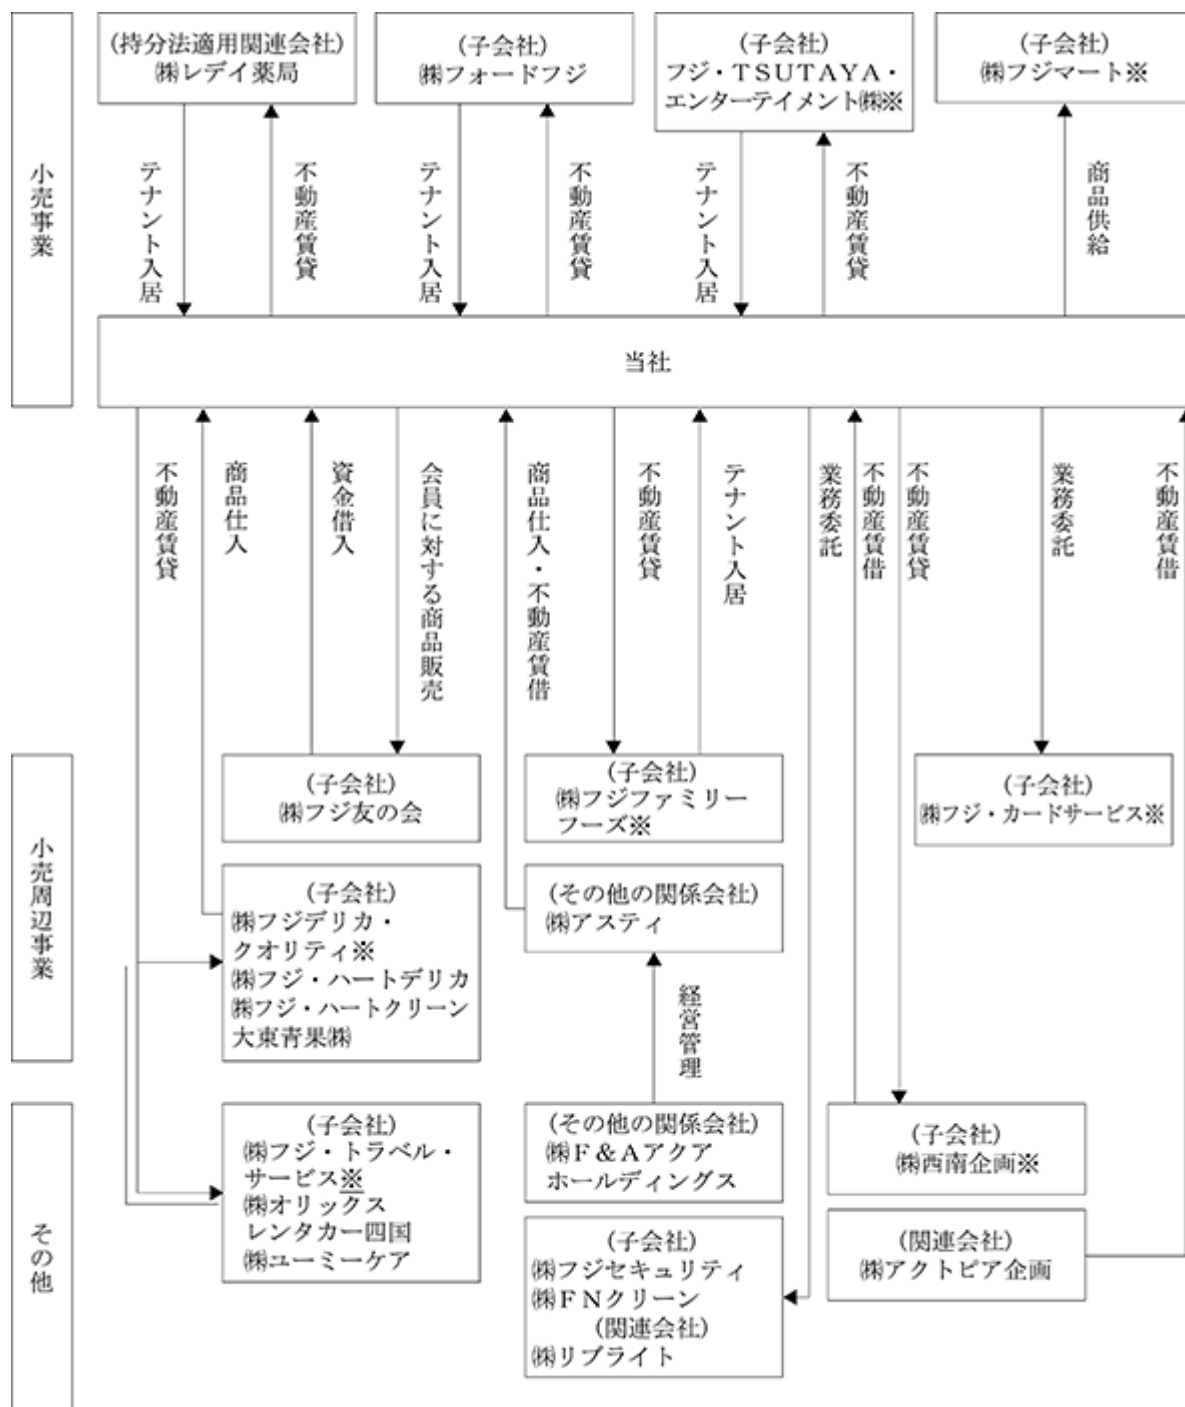 小売事業
(持分法適用関連会社)
㈱レデイ薬局
(子会社)
㈱フォードフジ
(子会社)
フジ・TSUTAYA・
エンターテイメント㈱※
(子会社)
㈱フジマート※
テナント入居
不動産賃貸
テナント入居
不動産賃貸
テナント入居
不動産賃貸
商品供給
当社
不動産賃貸
商品仕入
資金借入
会員に対する商品販売
商品仕入・不動産賃借
不動産賃貸
テナント入居
業務委託
不動産賃借
不動産賃貸
業務委託
不動産賃借
小売周辺事業
(子会社)
㈱フジ友の会
(子会社)
㈱フジファミリー
フーズ※
(子会社)
㈱フジ・カードサービス※
(子会社)
㈱フジデリカ・
クオリティ※
㈱フジ・ハートデリカ
㈱フジ・ハートクリーン
大東青果㈱
(その他の関係会社)
㈱アスティ
経営管理
その他
(子会社)
㈱フジ・トラベル・
サービス※
㈱オリックス
レンタカー四国
㈱ユーミーケア
(その他の関係会社)
㈱F&Aアクア
ホールディングス
(子会社)
㈱西南企画※
(子会社)
㈱フジセキュリティ
㈱FNクリーン
(関連会社)
㈱リブライト
(関連会社)
㈱アクトピア企画